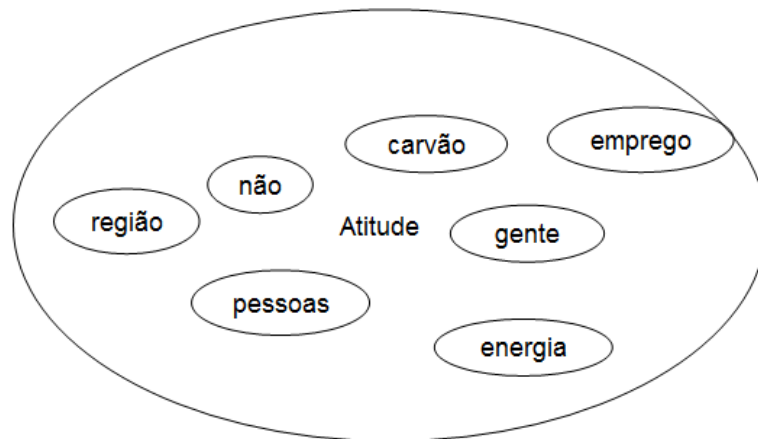 carvão
emprego
não
região
Atitude
gente
pessoas
energia